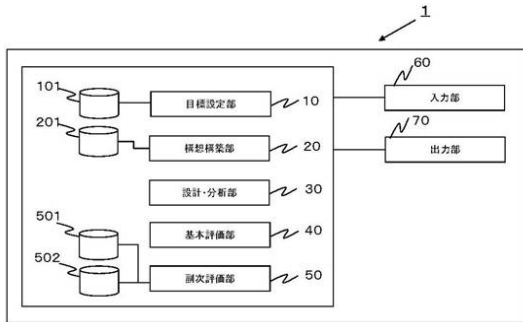 1
60
101
目標設定部
10
入力部
201
70
構想構築部
20
出力部
設計・分析部
30
501
基本評価部
40
502
副次評価部
50